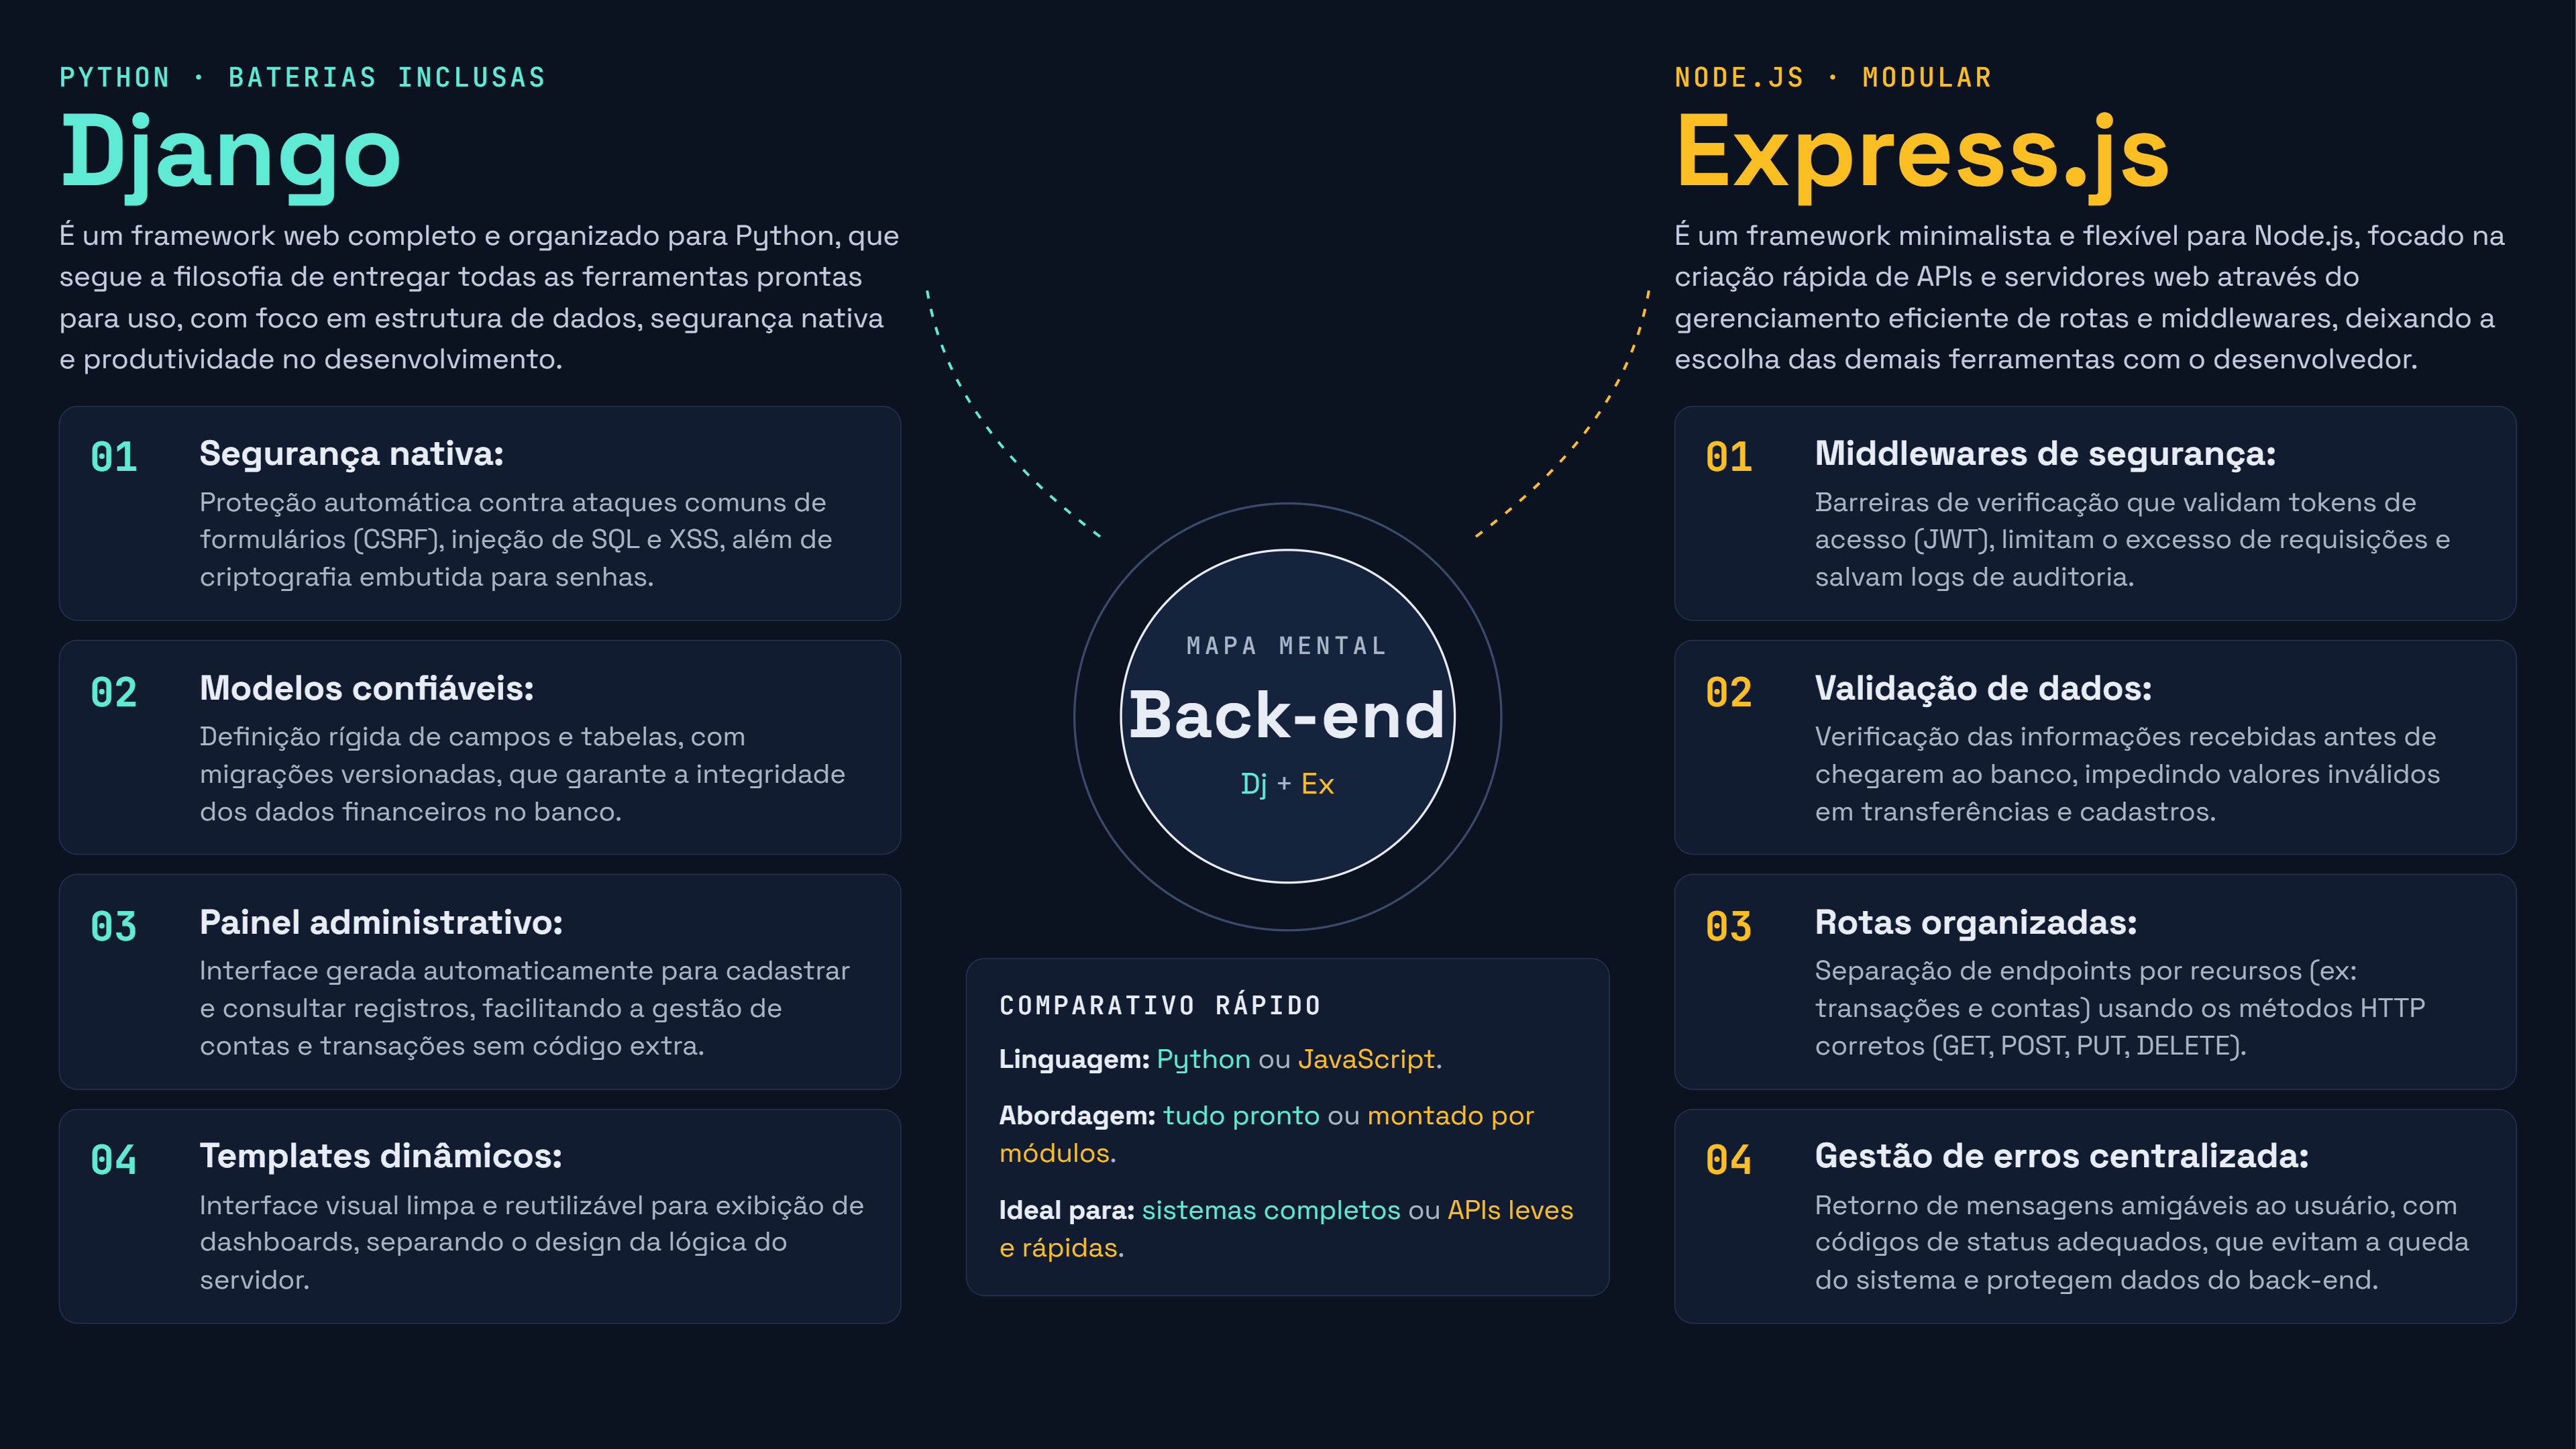 PYTHON · BATERIAS INCLUSAS
Django
É um framework web completo e organizado para Python, que
segue a filosofia de entregar todas as ferramentas prontas
para uso, com foco em estrutura de dados, segurança nativa
e produtividade no desenvolvimento.
01
Segurança nativa:
Proteção automática contra ataques comuns de
formulários (CSRF), injeção de SQL e XSS, além de
criptografia embutida para senhas.
02
Modelos confiáveis:
Definição rígida de campos e tabelas, com
migrações versionadas, que garante a integridade
dos dados financeiros no banco.
03
Painel administrativo:
Interface gerada automaticamente para cadastrar
e consultar registros, facilitando a gestão de
contas e transações sem código extra.
04
Templates dinâmicos:
Interface visual limpa e reutilizável para exibição de
dashboards, separando o design da lógica do
servidor.
MAPA MENTAL
Back-end
Dj + Ex
COMPARATIVO RÁPIDO
Linguagem: Python ou JavaScript.
Abordagem: tudo pronto ou montado por
módulos.
Ideal para: sistemas completos ou APIs leves
e rápidas.
NODE.JS · MODULAR
Express.js
É um framework minimalista e flexível para Node.js, focado na
criação rápida de APIs e servidores web através do
gerenciamento eficiente de rotas e middlewares, deixando a
escolha das demais ferramentas com o desenvolvedor.
01
Middlewares de segurança:
Barreiras de verificação que validam tokens de
acesso (JWT), limitam o excesso de requisições e
salvam logs de auditoria.
02
Validação de dados:
Verificação das informações recebidas antes de
chegarem ao banco, impedindo valores inválidos
em transferências e cadastros.
03
Rotas organizadas:
Separação de endpoints por recursos (ex:
transações e contas) usando os métodos HTTP
corretos (GET, POST, PUT, DELETE).
04
Gestão de erros centralizada:
Retorno de mensagens amigáveis ao usuário, com
códigos de status adequados, que evitam a queda
do sistema e protegem dados do back-end.